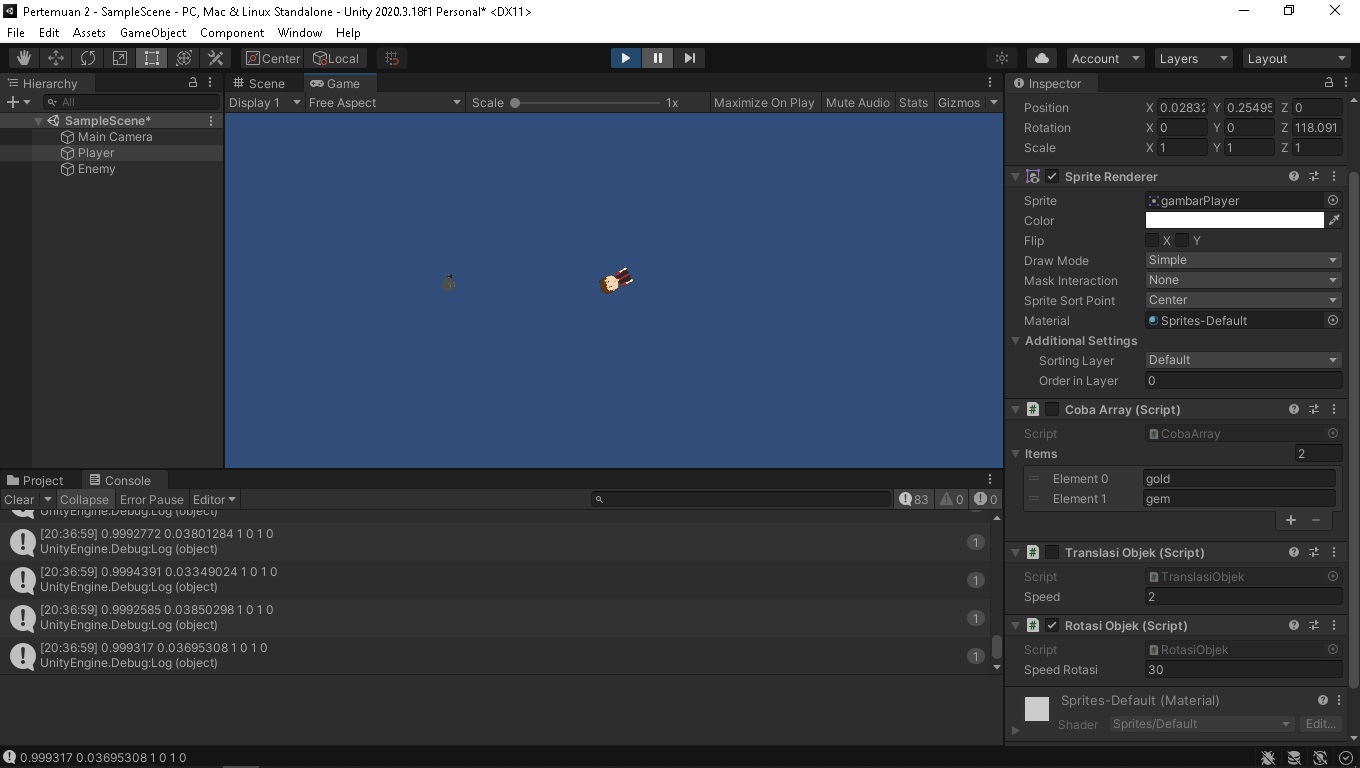 Pertemuan 2 - SampleScene - PC, Mac & Linux Standalone - Unity 2020.3.18f1 Personal* <DX11>
File Edit Assets GameObject Component Window Help
Center Local Account Layers Layout
Hierarchy
All
SampleScene*
Main Camera
Player
Enemy
Scene Game
Display 1 Free Aspect Scale 1x Maximize On Play Mute Audio Stats Gizmos
Inspector
Position X 0.02832 Y 0.25495 Z 0
Rotation X 0 Y 0 Z 118.091
Scale X 1 Y 1 Z 1
Sprite Renderer
Sprite gambarPlayer
Color
Flip X Y
Draw Mode Simple
Mask Interaction None
Sprite Sort Point Center
Material Sprites-Default
Additional Settings
Sorting Layer Default
Order in Layer 0
# Coba Array (Script)
Script CobaArray
Items 2
Element 0 gold
Element 1 gem
+ −
# Translasi Objek (Script)
Script TranslasiObjek
Speed 2
# Rotasi Objek (Script)
Script RotasiObjek
Speed Rotasi 30
Sprites-Default (Material)
Shader Sprites/Default Edit...
Project Console
Clear Collapse Error Pause Editor 83 0 0
UnityEngine.Debug:Log (object)
[20:36:59] 0.9992772 0.03801284 1 0 1 0
UnityEngine.Debug:Log (object) 1
[20:36:59] 0.9994391 0.03349024 1 0 1 0
UnityEngine.Debug:Log (object) 1
[20:36:59] 0.9992585 0.03850298 1 0 1 0
UnityEngine.Debug:Log (object) 1
[20:36:59] 0.999317 0.03695308 1 0 1 0
UnityEngine.Debug:Log (object) 1
0.999317 0.03695308 1 0 1 0